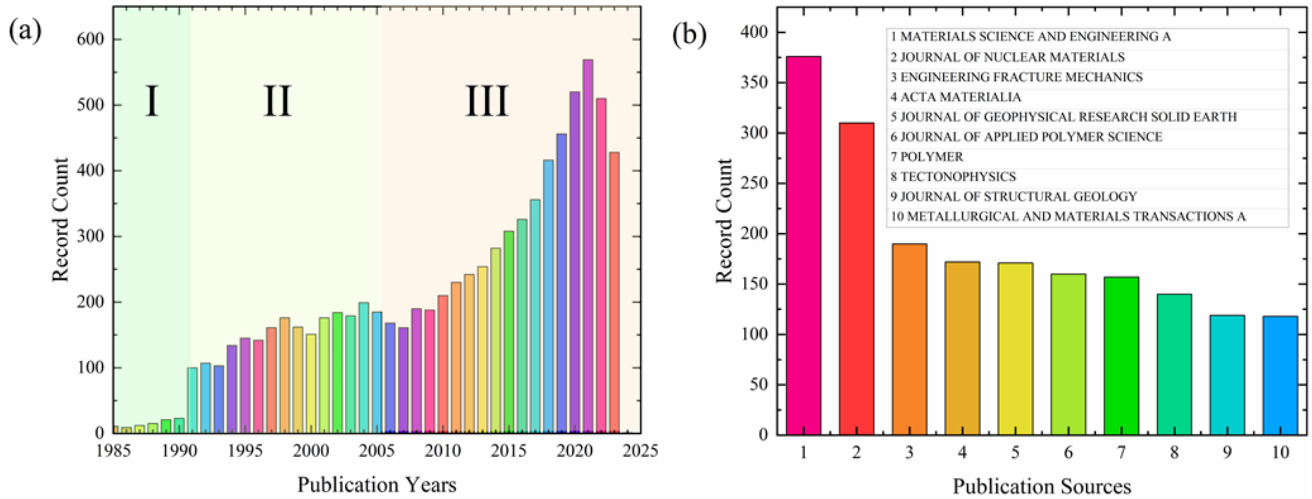 (a)
600
500
400
300
200
100
0
Record Count
I II III
1985 1990 1995 2000 2005 2010 2015 2020 2025
Publication Years
(b)
400
350
300
250
200
150
100
50
0
Record Count
1 MATERIALS SCIENCE AND ENGINEERING A
2 JOURNAL OF NUCLEAR MATERIALS
3 ENGINEERING FRACTURE MECHANICS
4 ACTA MATERIALIA
5 JOURNAL OF GEOPHYSICAL RESEARCH SOLID EARTH
6 JOURNAL OF APPLIED POLYMER SCIENCE
7 POLYMER
8 TECTONOPHYSICS
9 JOURNAL OF STRUCTURAL GEOLOGY
10 METALLURGICAL AND MATERIALS TRANSACTIONS A
1 2 3 4 5 6 7 8 9 10
Publication Sources